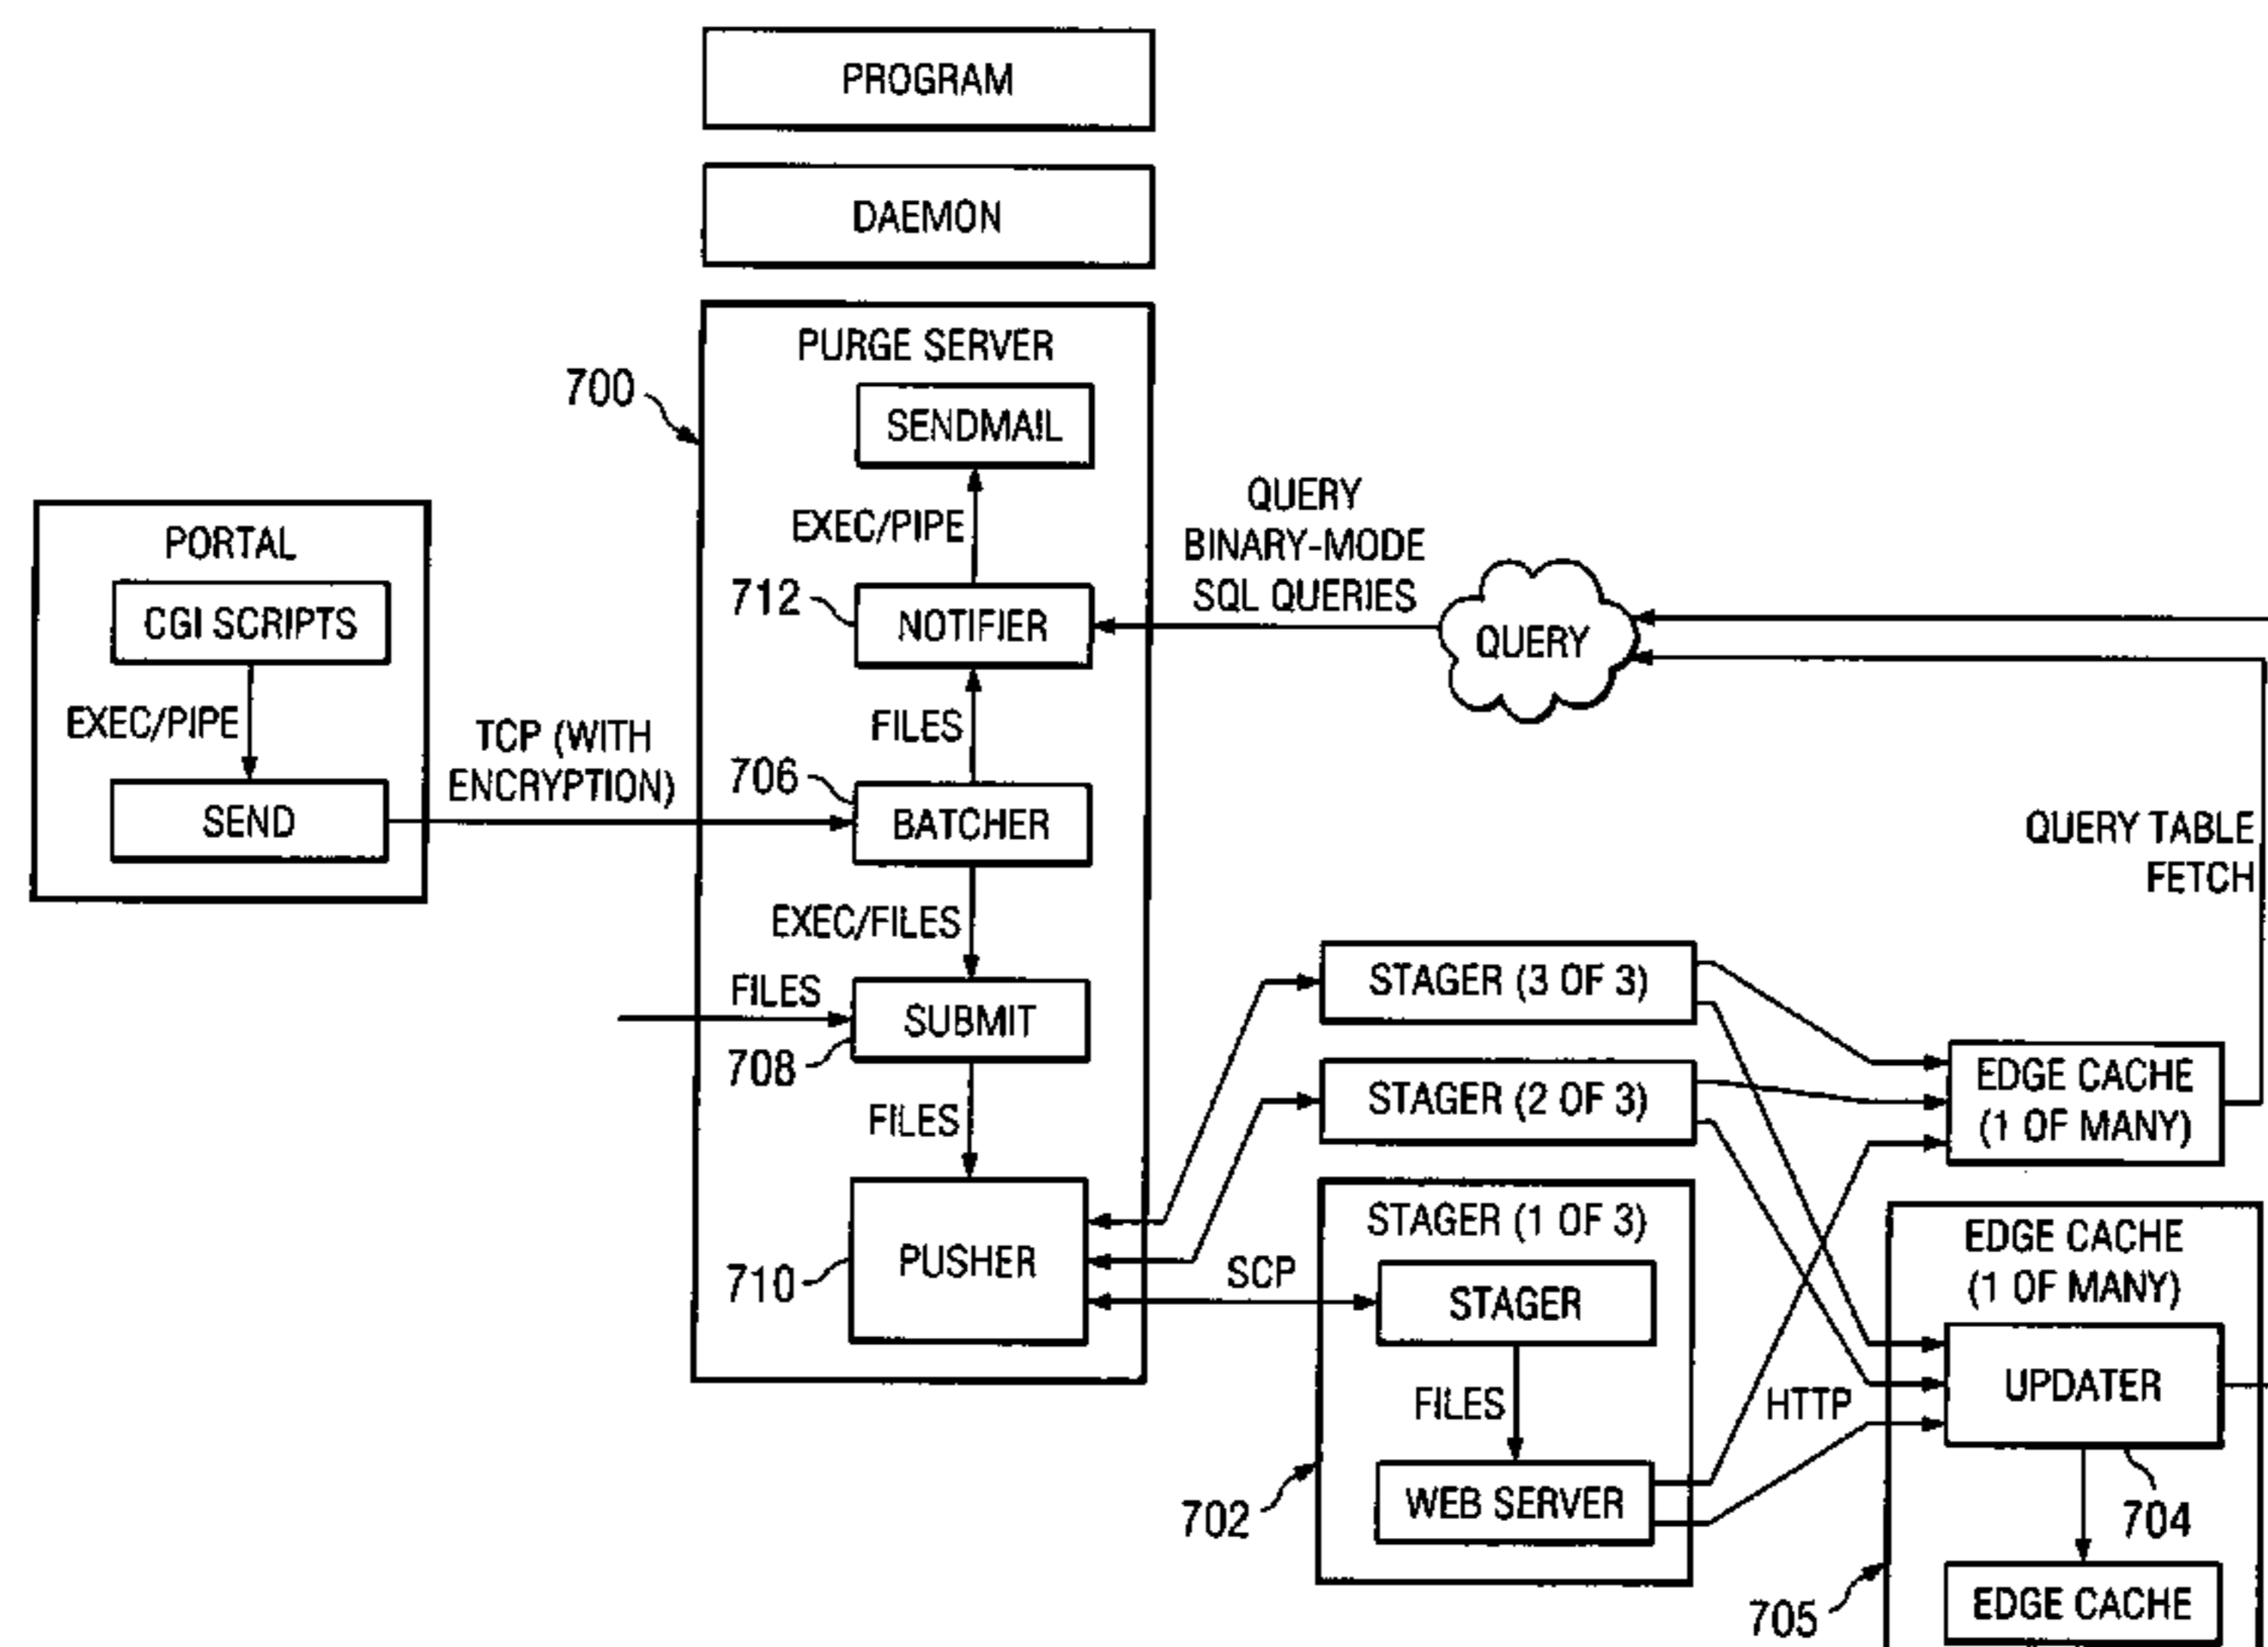 PROGRAM
DAEMON
PURGE SERVER
700
SENDMAIL
EXEC/PIPE
712
NOTIFIER
FILES
706
BATCHER
EXEC/FILES
FILES
SUBMIT
708
FILES
710
PUSHER
PORTAL
CGI SCRIPTS
EXEC/PIPE
SEND
TCP (WITH
ENCRYPTION)
QUERY
BINARY-MODE
SQL QUERIES
QUERY
QUERY TABLE
FETCH
STAGER (3 OF 3)
STAGER (2 OF 3)
STAGER (1 OF 3)
SCP
STAGER
FILES
WEB SERVER
702
HTTP
EDGE CACHE
(1 OF MANY)
EDGE CACHE
(1 OF MANY)
UPDATER
704
EDGE CACHE
705